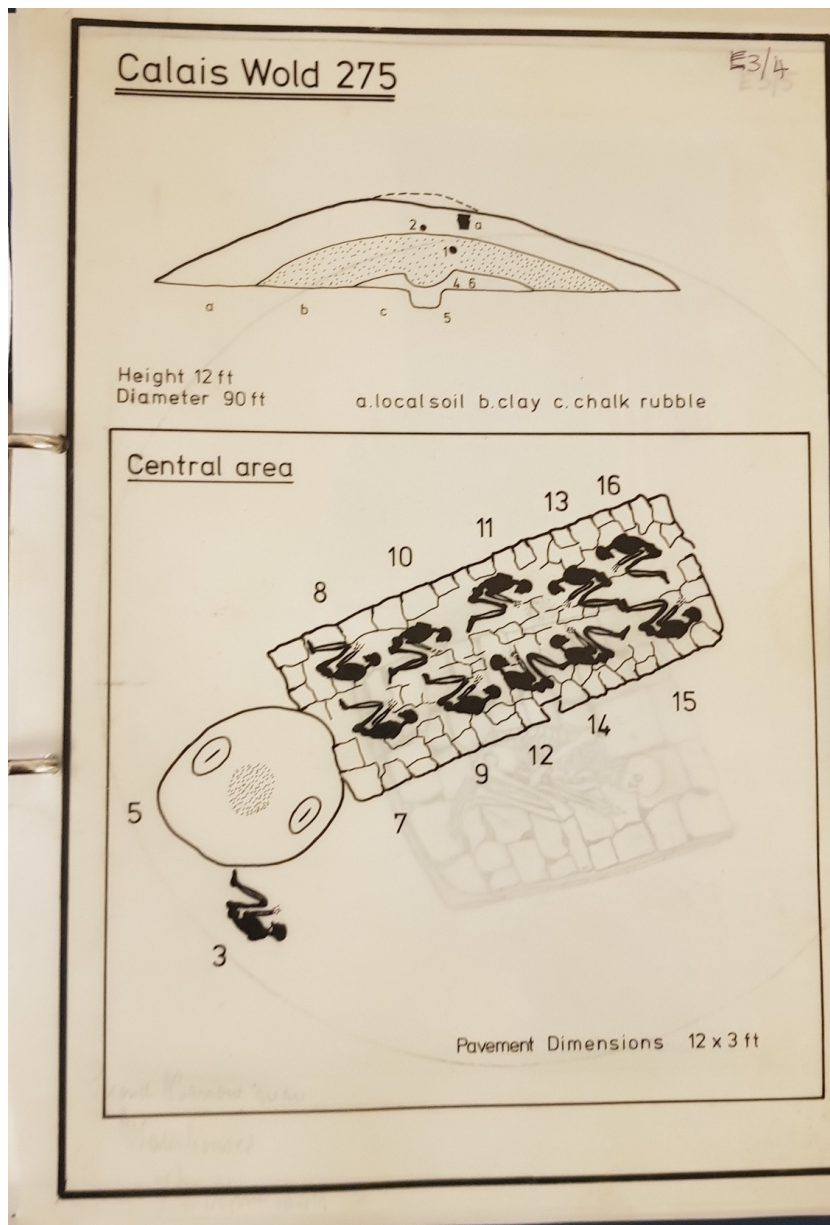 Calais Wold 275
E3/4
2
a
1
4 6
a b c 5
Height 12 ft
Diameter 90 ft
a. local soil b. clay c. chalk rubble
Central area
16
13
11
10
8
15
14
12
9
7
5
3
Pavement Dimensions 12 x 3 ft